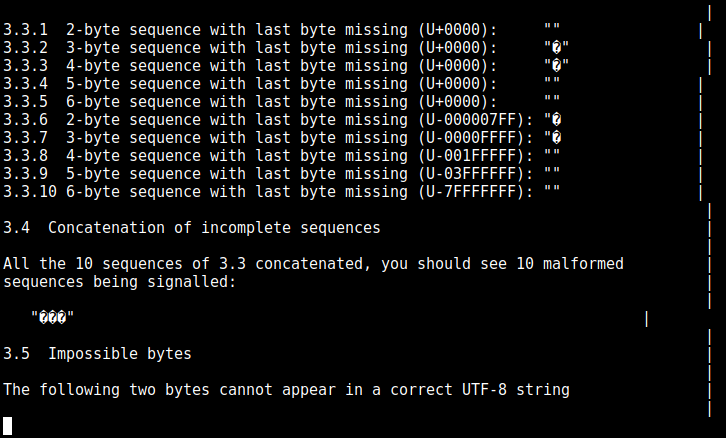 |
3.3.1  2-byte sequence with last byte missing (U+0000):     ""               |
3.3.2  3-byte sequence with last byte missing (U+0000):     "�"               |
3.3.3  4-byte sequence with last byte missing (U+0000):     "�"               |
3.3.4  5-byte sequence with last byte missing (U+0000):     ""               |
3.3.5  6-byte sequence with last byte missing (U+0000):     ""               |
3.3.6  2-byte sequence with last byte missing (U-000007FF): "�               |
3.3.7  3-byte sequence with last byte missing (U-0000FFFF): "�               |
3.3.8  4-byte sequence with last byte missing (U-001FFFFF): ""               |
3.3.9  5-byte sequence with last byte missing (U-03FFFFFF): ""               |
3.3.10 6-byte sequence with last byte missing (U-7FFFFFFF): ""               |
|
3.4  Concatenation of incomplete sequences                                    |
|
All the 10 sequences of 3.3 concatenated, you should see 10 malformed         |
sequences being signalled:                                                    |
|
   "���"                                                               |
|
3.5  Impossible bytes                                                         |
|
The following two bytes cannot appear in a correct UTF-8 string               |
|